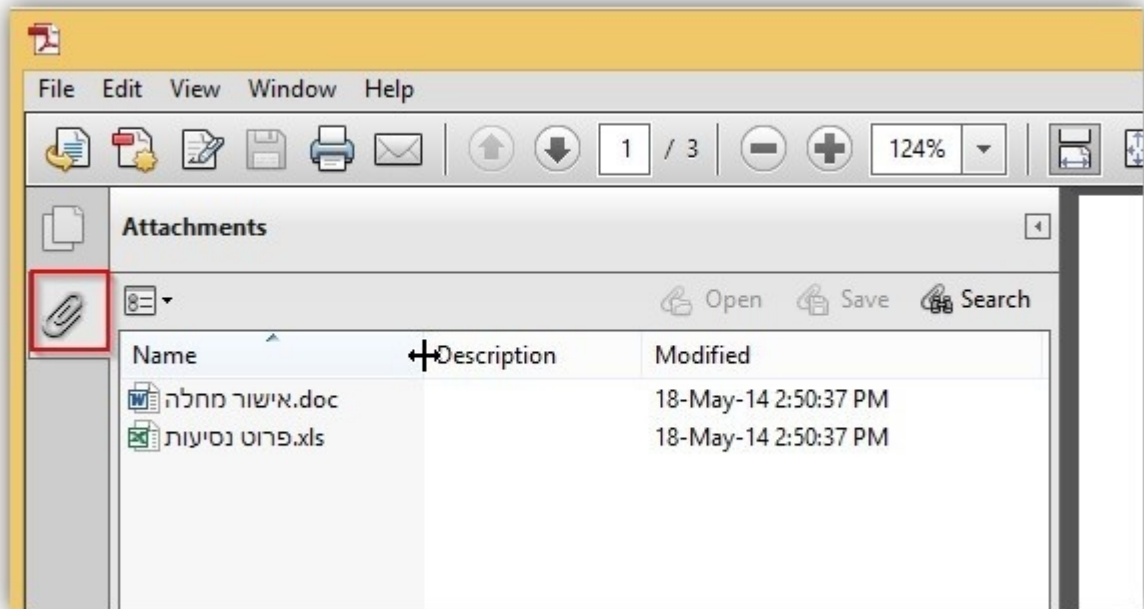 File Edit View Window Help
1 / 3 124%
Attachments
Open Save Search
Name Description Modified
אישור מחלה.doc 18-May-14 2:50:37 PM
פרוט נסיעות.xls 18-May-14 2:50:37 PM